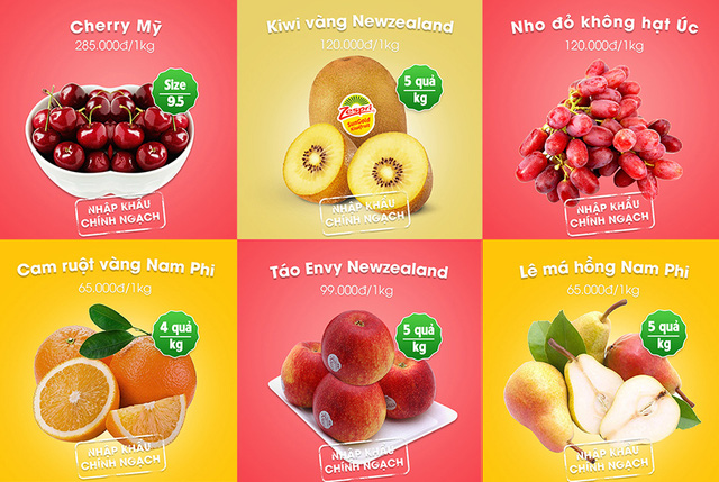 Cherry Mỹ
285.000đ/1kg
Size
9.5
NHẬP KHẨU
CHÍNH NGẠCH
Kiwi vàng Newzealand
120.000đ/1kg
5 quả
kg
Zespri
SunGold
Kiwifruit
NHẬP KHẨU
CHÍNH NGẠCH
Nho đỏ không hạt Úc
120.000đ/1kg
NHẬP KHẨU
CHÍNH NGẠCH
Cam ruột vàng Nam Phi
65.000đ/1kg
4 quả
kg
NHẬP KHẨU
CHÍNH NGẠCH
Táo Envy Newzealand
99.000đ/1kg
5 quả
kg
NHẬP KHẨU
CHÍNH NGẠCH
Lê má hồng Nam Phi
65.000đ/1kg
5 quả
kg
NHẬP KHẨU
CHÍNH NGẠCH